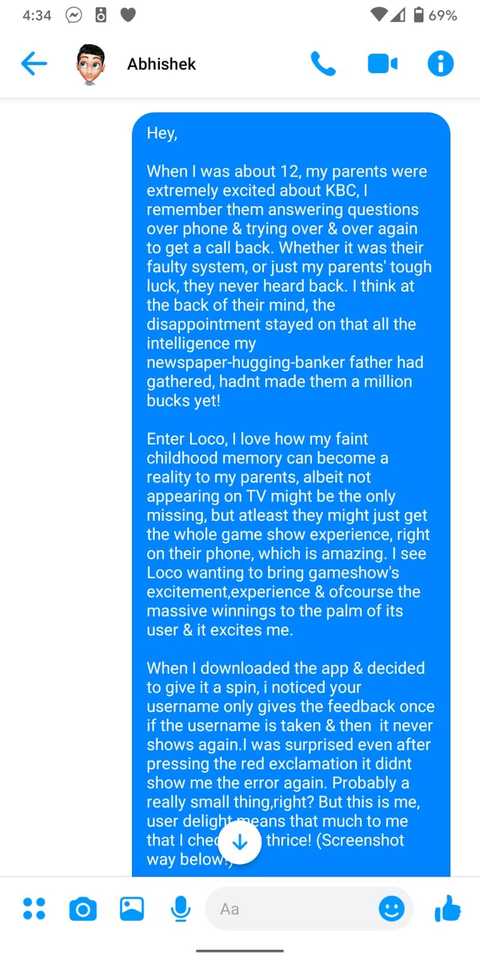 4:34
69%
Abhishek
Hey,
When I was about 12, my parents were
extremely excited about KBC, I
remember them answering questions
over phone & trying over & over again
to get a call back. Whether it was their
faulty system, or just my parents' tough
luck, they never heard back. I think at
the back of their mind, the
disappointment stayed on that all the
intelligence my
newspaper-hugging-banker father had
gathered, hadnt made them a million
bucks yet!
Enter Loco, I love how my faint
childhood memory can become a
reality to my parents, albeit not
appearing on TV might be the only
missing, but atleast they might just get
the whole game show experience, right
on their phone, which is amazing. I see
Loco wanting to bring gameshow's
excitement,experience & ofcourse the
massive winnings to the palm of its
user & it excites me.
When I downloaded the app & decided
to give it a spin, i noticed your
username only gives the feedback once
if the username is taken & then  it never
shows again.I was surprised even after
pressing the red exclamation it didnt
show me the error again. Probably a
really small thing,right? But this is me,
user delight means that much to me
that I thrice! (Screenshot
way below!)
Aa